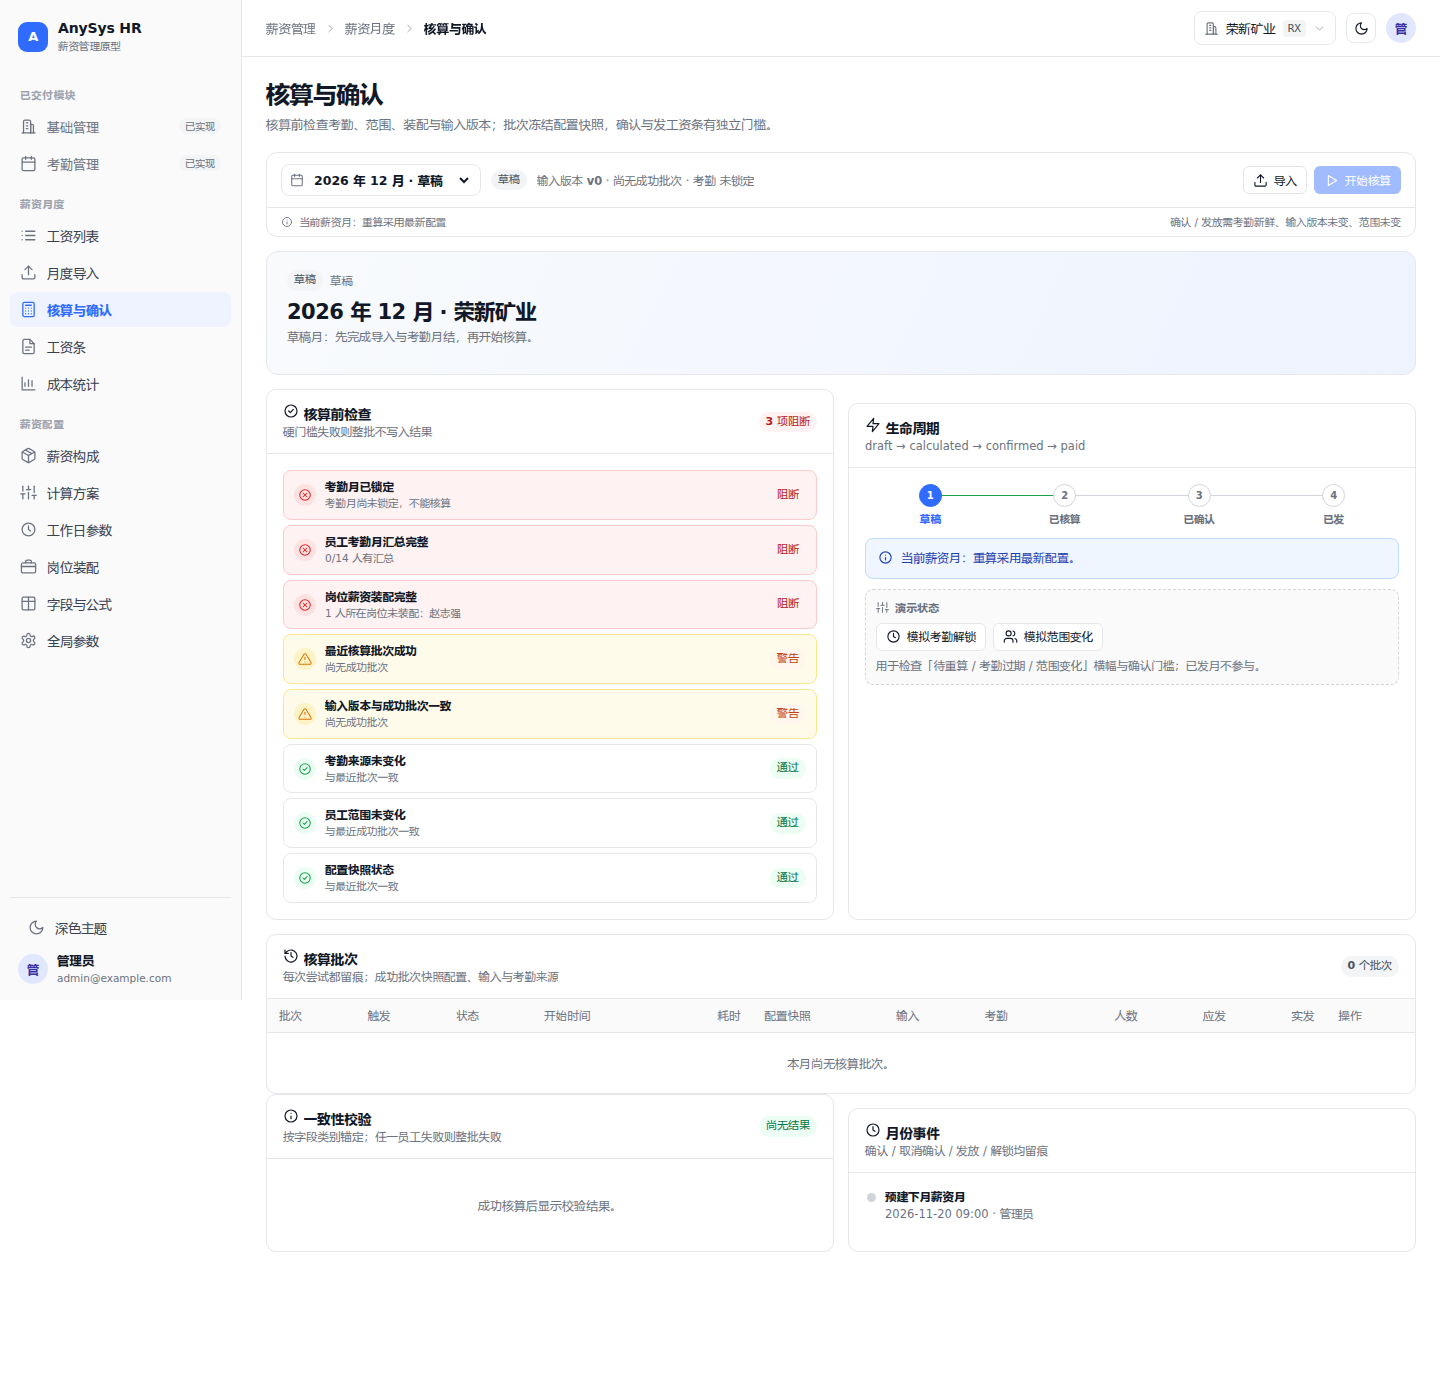 A
AnySys HR
薪资管理原型
已交付模块
基础管理
已实现
考勤管理
已实现
薪资月度
工资列表
月度导入
核算与确认
工资条
成本统计
薪资配置
薪资构成
计算方案
工作日参数
岗位装配
字段与公式
全局参数
深色主题
管
管理员
admin@example.com
薪资管理
薪资月度
核算与确认
荣新矿业
RX
管
核算与确认
核算前检查考勤、范围、装配与输入版本；批次冻结配置快照，确认与发工资条有独立门槛。
2026 年 12 月 · 草稿
草稿
输入版本 v0 · 尚无成功批次 · 考勤 未锁定
导入
开始核算
当前薪资月：重算采用最新配置
确认 / 发放需考勤新鲜、输入版本未变、范围未变
草稿
草稿
2026 年 12 月 · 荣新矿业
草稿月：先完成导入与考勤月结，再开始核算。
核算前检查
硬门槛失败则整批不写入结果
3 项阻断
考勤月已锁定
考勤月尚未锁定，不能核算
阻断
员工考勤月汇总完整
0/14 人有汇总
阻断
岗位薪资装配完整
1 人所在岗位未装配：赵志强
阻断
最近核算批次成功
尚无成功批次
警告
输入版本与成功批次一致
尚无成功批次
警告
考勤来源未变化
与最近批次一致
通过
员工范围未变化
与最近成功批次一致
通过
配置快照状态
与最近批次一致
通过
生命周期
draft → calculated → confirmed → paid
1
2
3
4
草稿
已核算
已确认
已发
当前薪资月：重算采用最新配置。
演示状态
模拟考勤解锁
模拟范围变化
用于检查「待重算 / 考勤过期 / 范围变化」横幅与确认门槛；已发月不参与。
核算批次
每次尝试都留痕；成功批次快照配置、输入与考勤来源
0 个批次
批次
触发
状态
开始时间
耗时
配置快照
输入
考勤
人数
应发
实发
操作
本月尚无核算批次。
一致性校验
按字段类别锚定；任一员工失败则整批失败
尚无结果
成功核算后显示校验结果。
月份事件
确认 / 取消确认 / 发放 / 解锁均留痕
预建下月薪资月
2026-11-20 09:00 · 管理员